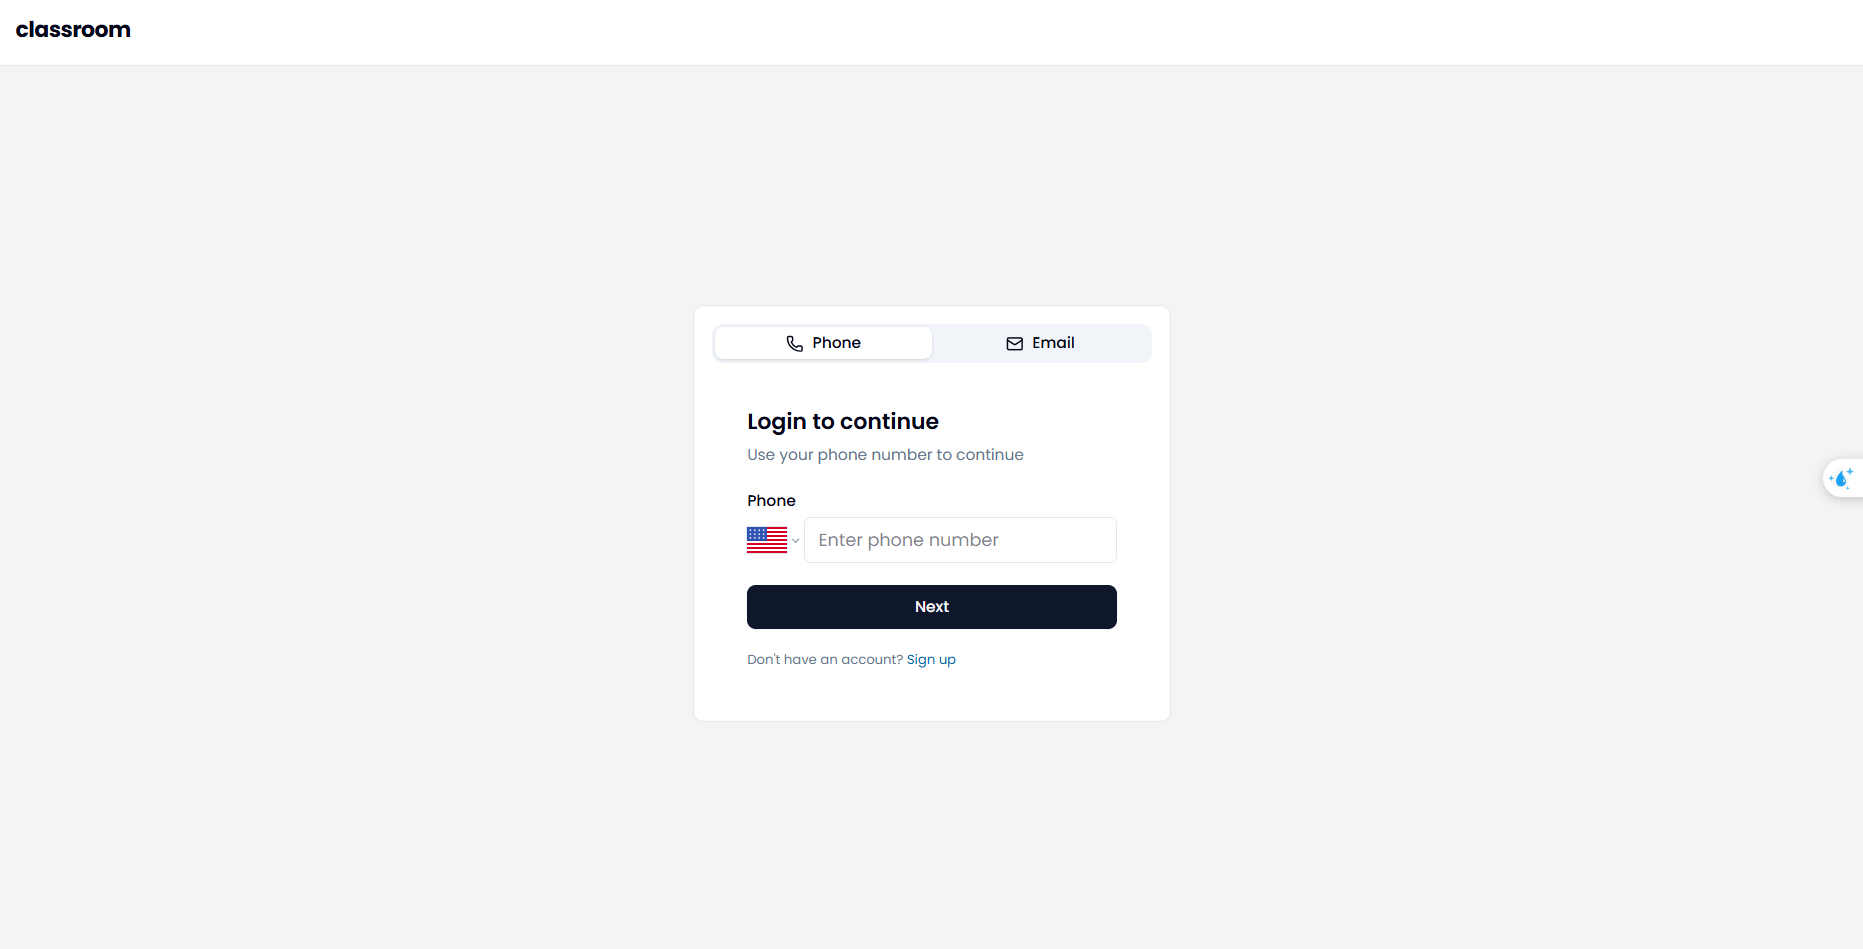 classroom
Phone
Email
Login to continue
Use your phone number to continue
Phone
Enter phone number
Next
Don't have an account? Sign up